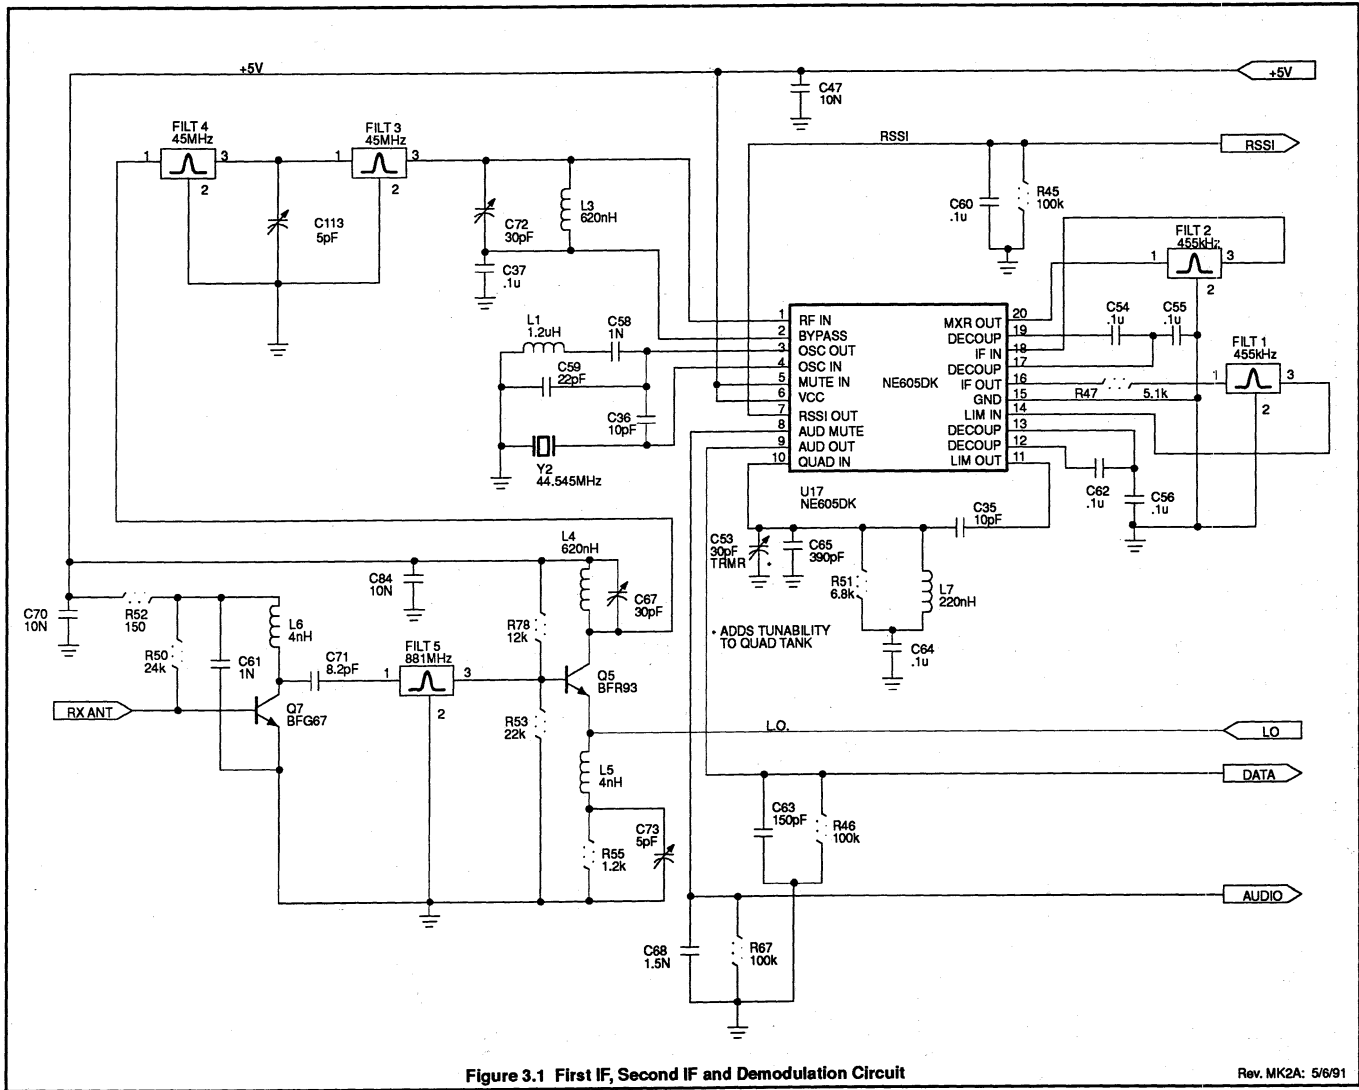 +5V
+5V
C47
10N
FILT 4
45MHz
1
3
2
FILT 3
45MHz
1
3
2
C113
5pF
C72
30pF
L3
620nH
C37
.1u
RSSI
RSSI
C60
.1u
R45
100k
FILT 2
455kHz
1
3
2
L1
1.2uH
C58
1N
C59
22pF
C36
10pF
Y2
44.545MHz
1 RF IN
2 BYPASS
3 OSC OUT
4 OSC IN
5 MUTE IN
6 VCC
7 RSSI OUT
8 AUD MUTE
9 AUD OUT
10 QUAD IN
NE605DK
MXR OUT 20
DECOUP 19
IF IN 18
DECOUP 17
IF OUT 16
GND 15
LIM IN 14
DECOUP 13
DECOUP 12
LIM OUT 11
U17
NE605DK
C54
.1u
C55
.1u
FILT 1
455kHz
1
3
2
R47 5.1k
C62
.1u
C56
.1u
C35
10pF
C53
30pF
TRMR
*
C65
390pF
R51
6.8k
L7
220nH
C64
.1u
* ADDS TUNABILITY
TO QUAD TANK
L4
620nH
C67
30pF
C84
10N
C70
10N
R52
150
L6
4nH
R50
24k
C61
1N
C71
8.2pF
FILT 5
881MHz
1
3
2
R78
12k
Q5
BFR93
RX ANT
Q7
BFG67
R53
22k
L.O.
LO
L5
4nH
DATA
C73
5pF
R55
1.2k
C63
150pF
R46
100k
AUDIO
C68
1.5N
R67
100k
Figure 3.1 First IF, Second IF and Demodulation Circuit
Rev. MK2A: 5/6/91